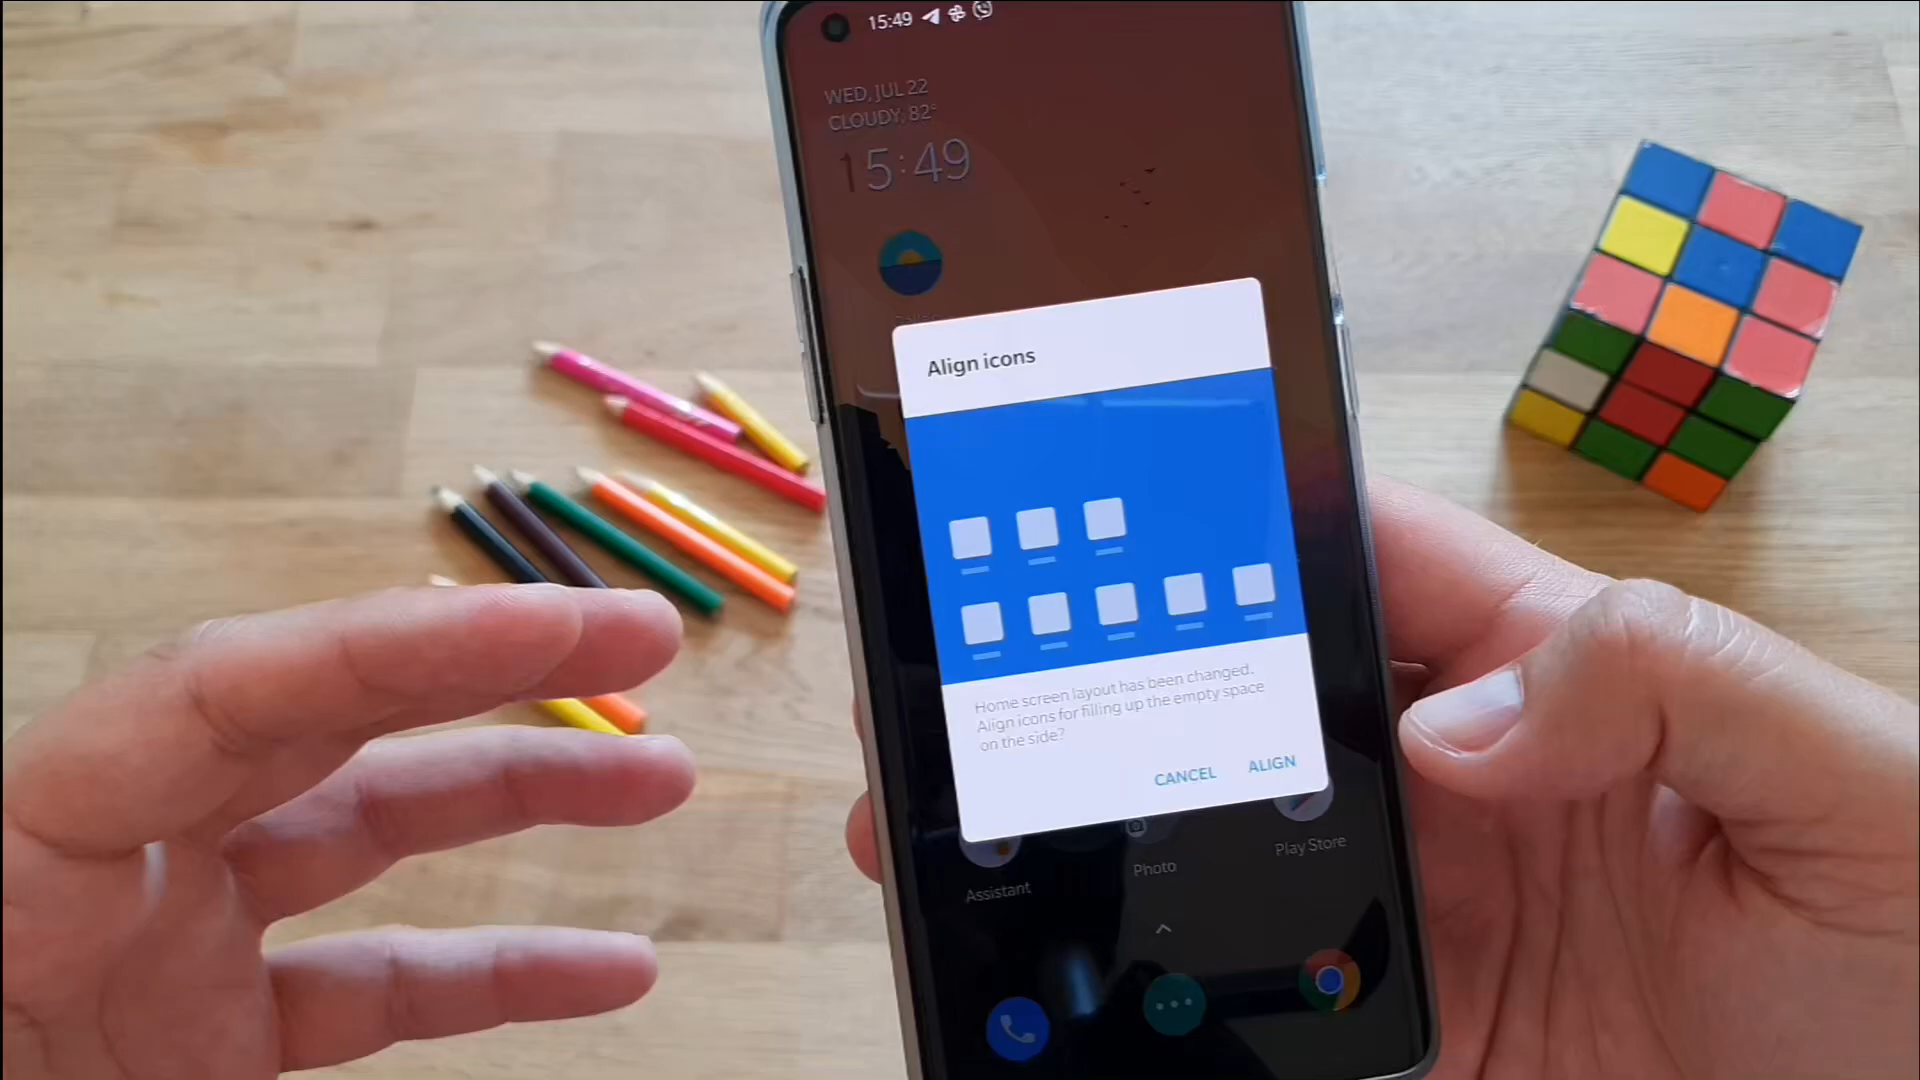 15:49
WED, JUL 22
CLOUDY, 82°
15:49
Align icons
Home screen layout has been changed.
Align icons for filling up the empty space
on the side?
CANCEL ALIGN
Assistant Photo Play Store